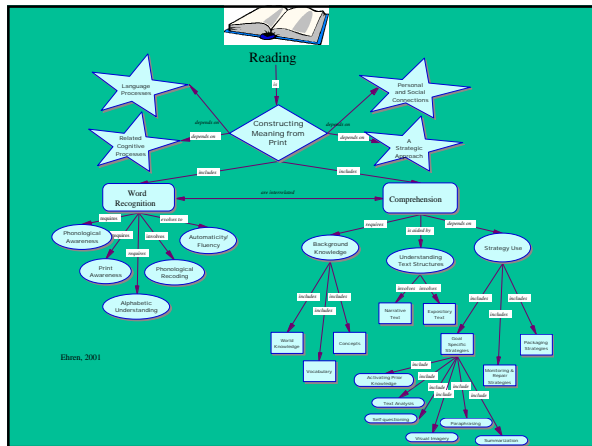 Reading
is
Language
Processes
Personal
and Social
Connections
depends on
depends on
Constructing
Meaning from
Print
Related
Cognitive
Processes
depends on
depends on
A
Strategic
Approach
includes
includes
Word
Recognition
are interrelated
Comprehension
requires
evolves to
requires
is aided by
depends on
Phonological
Awareness
requires
involves
Automaticity/
Fluency
requires
Print
Awareness
Phonological
Recoding
Alphabetic
Understanding
Background
Knowledge
Understanding
Text Structures
Strategy Use
involves
involves
includes
includes
includes
includes
includes
includes
Narrative
Text
Expository
Text
World
Knowledge
Concepts
Goal
Specific
Strategies
Packaging
Strategies
Vocabulary
Monitoring &
Repair
Strategies
Ehren, 2001
include
include
include
include
include
include
Activating Prior
Knowledge
Text Analysis
Self-questioning
Paraphrasing
Visual Imagery
Summarization